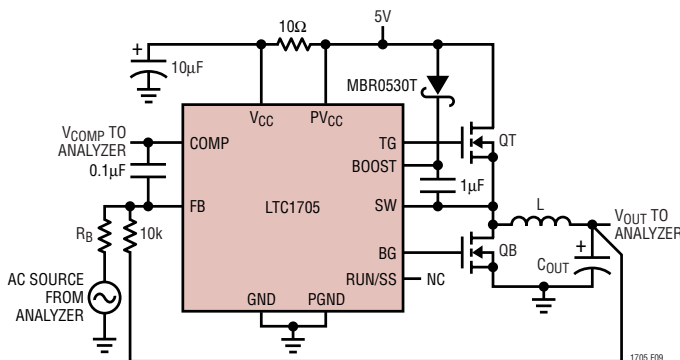 5V
10Ω
+
10µF
MBR0530T
VCC
PVCC
VCOMP TO
ANALYZER
COMP
TG
QT
0.1µF
BOOST
1µF
FB
LTC1705
SW
L
VOUT TO
ANALYZER
RB
10k
BG
QB
+
COUT
AC SOURCE
FROM
ANALYZER
RUN/SS
NC
GND
PGND
1705 F09